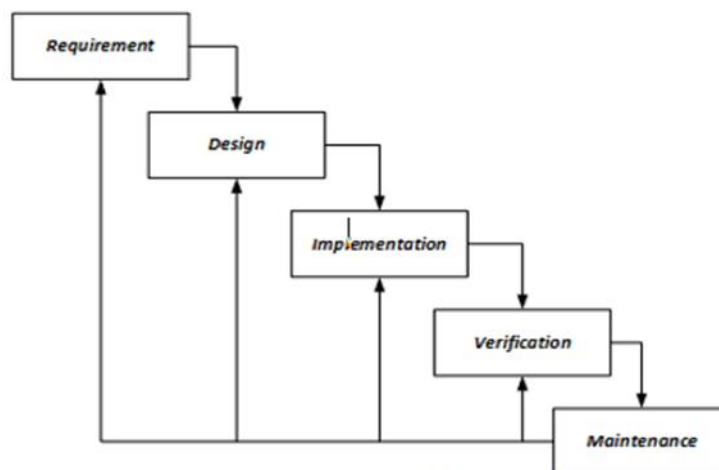 Requirement
Design
Implementation
Verification
Maintenance